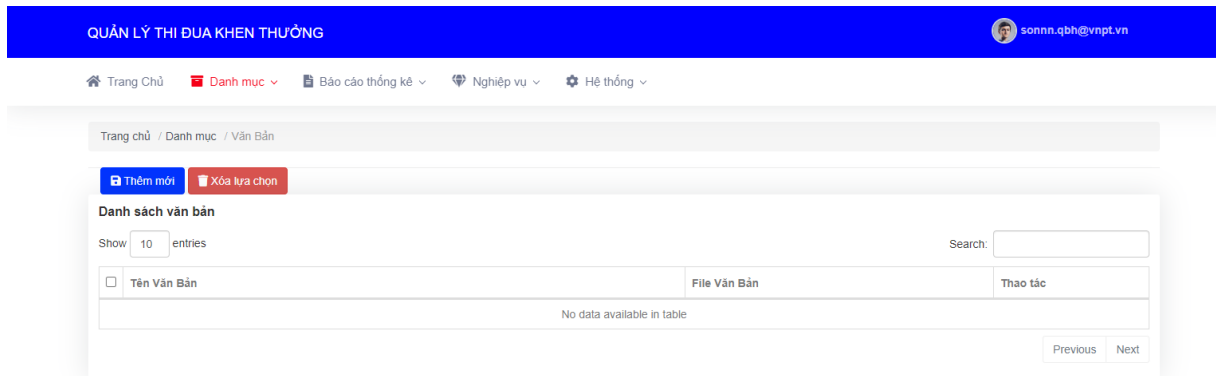 QUẢN LÝ THI ĐUA KHEN THƯỞNG sonnn.qbh@vnpt.vn
Trang Chủ Danh mục Báo cáo thống kê Nghiệp vụ Hệ thống
Trang chủ / Danh mục / Văn Bản
Thêm mới Xóa lựa chọn
Danh sách văn bản
Show 10 entries Search:
Tên Văn Bản File Văn Bản Thao tác
No data available in table
Previous Next